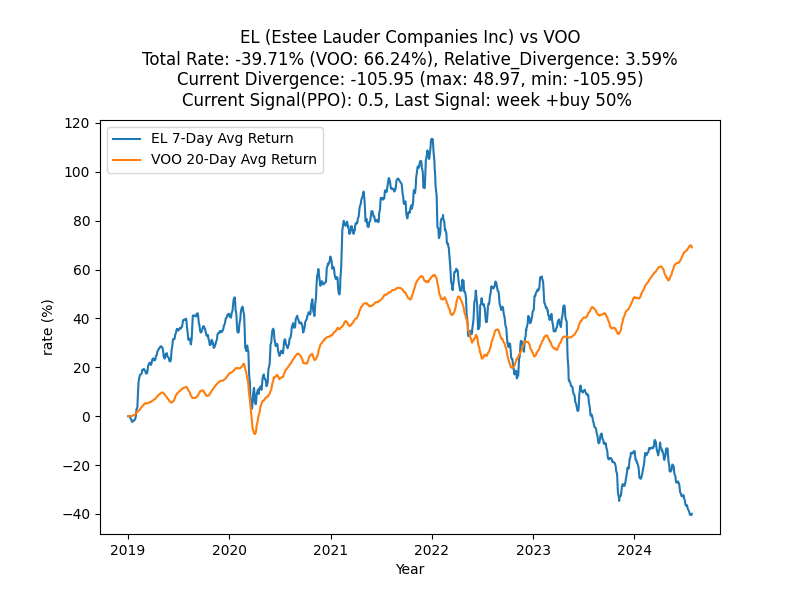 EL (Estee Lauder Companies Inc) vs VOO
Total Rate: -39.71% (VOO: 66.24%), Relative_Divergence: 3.59%
Current Divergence: -105.95 (max: 48.97, min: -105.95)
Current Signal(PPO): 0.5, Last Signal: week +buy 50%
EL 7-Day Avg Return
VOO 20-Day Avg Return
rate (%)
120
100
80
60
40
20
0
−20
−40
2019
2020
2021
2022
2023
2024
Year